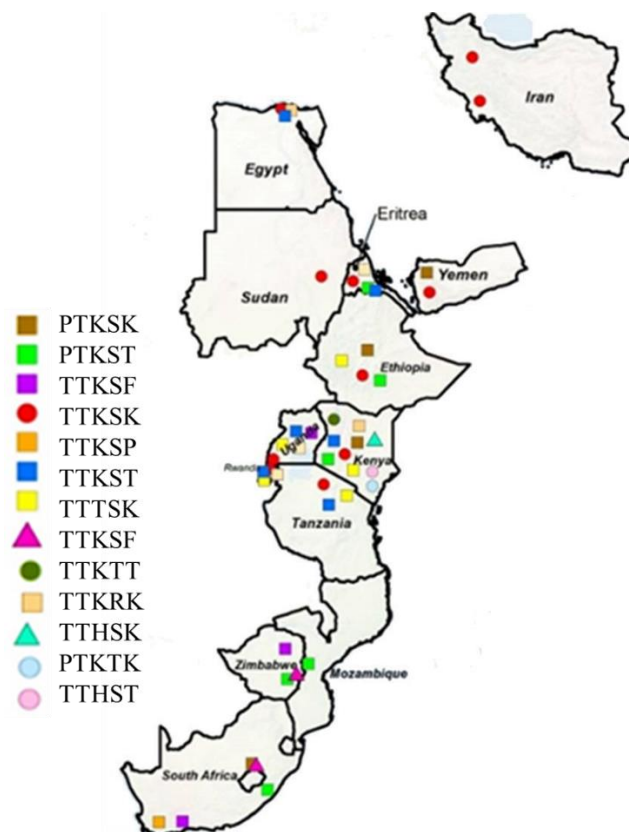 Iran
Egypt
Eritrea
Yemen
Sudan
PTKSK
PTKST
TTKSF
TTKSK
TTKSP
TTKST
TTTSK
TTKSF
TTKTT
TTKRK
TTHSK
PTKTK
TTHST
Ethiopia
Uganda
Kenya
Rwanda
Tanzania
Zimbabwe
Mozambique
South Africa